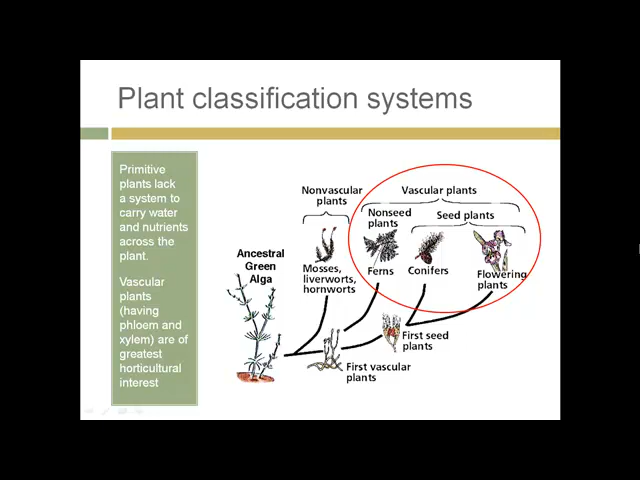 Plant classification systems
Primitive
plants lack
a system to
carry water
and nutrients
across the
plant.
Vascular
plants
(having
phloem and
xylem) are of
greatest
horticultural
interest
Nonvascular
plants
Vascular plants
Nonseed
plants
Seed plants
Ancestral
Green
Alga
Mosses,
liverworts,
hornworts
Ferns
Conifers
Flowering
plants
First seed
plants
First vascular
plants